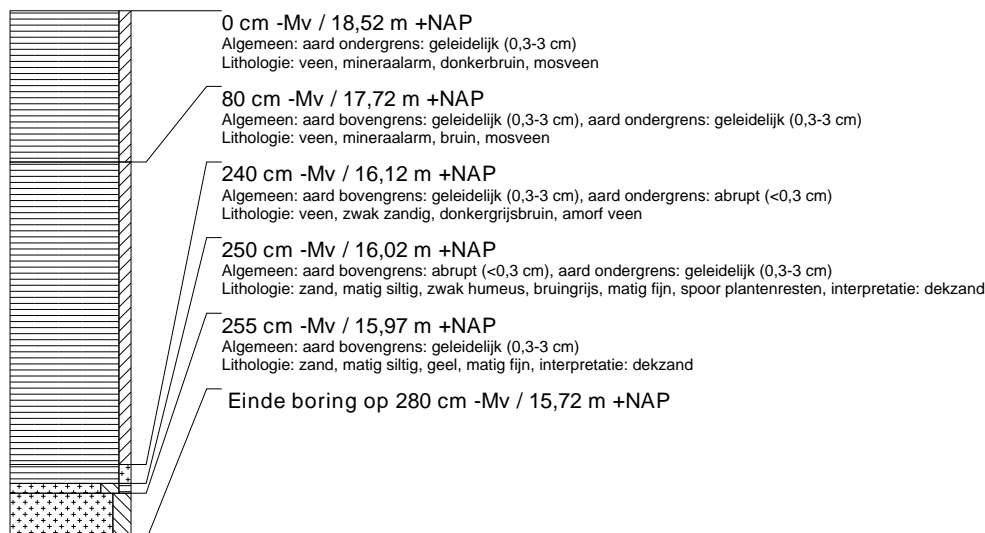 0 cm -Mv / 18,52 m +NAP
Algemeen: aard ondergrens: geleidelijk (0,3-3 cm)
Lithologie: veen, mineraalarm, donkerbruin, mosveen
80 cm -Mv / 17,72 m +NAP
Algemeen: aard bovengrens: geleidelijk (0,3-3 cm), aard ondergrens: geleidelijk (0,3-3 cm)
Lithologie: veen, mineraalarm, bruin, mosveen
240 cm -Mv / 16,12 m +NAP
Algemeen: aard bovengrens: geleidelijk (0,3-3 cm), aard ondergrens: abrupt (<0,3 cm)
Lithologie: veen, zwak zandig, donkergrijsbruin, amorf veen
250 cm -Mv / 16,02 m +NAP
Algemeen: aard bovengrens: abrupt (<0,3 cm), aard ondergrens: geleidelijk (0,3-3 cm)
Lithologie: zand, matig siltig, zwak humeus, bruingrijs, matig fijn, spoor plantenresten, interpretatie: dekzand
255 cm -Mv / 15,97 m +NAP
Algemeen: aard bovengrens: geleidelijk (0,3-3 cm)
Lithologie: zand, matig siltig, geel, matig fijn, interpretatie: dekzand
Einde boring op 280 cm -Mv / 15,72 m +NAP